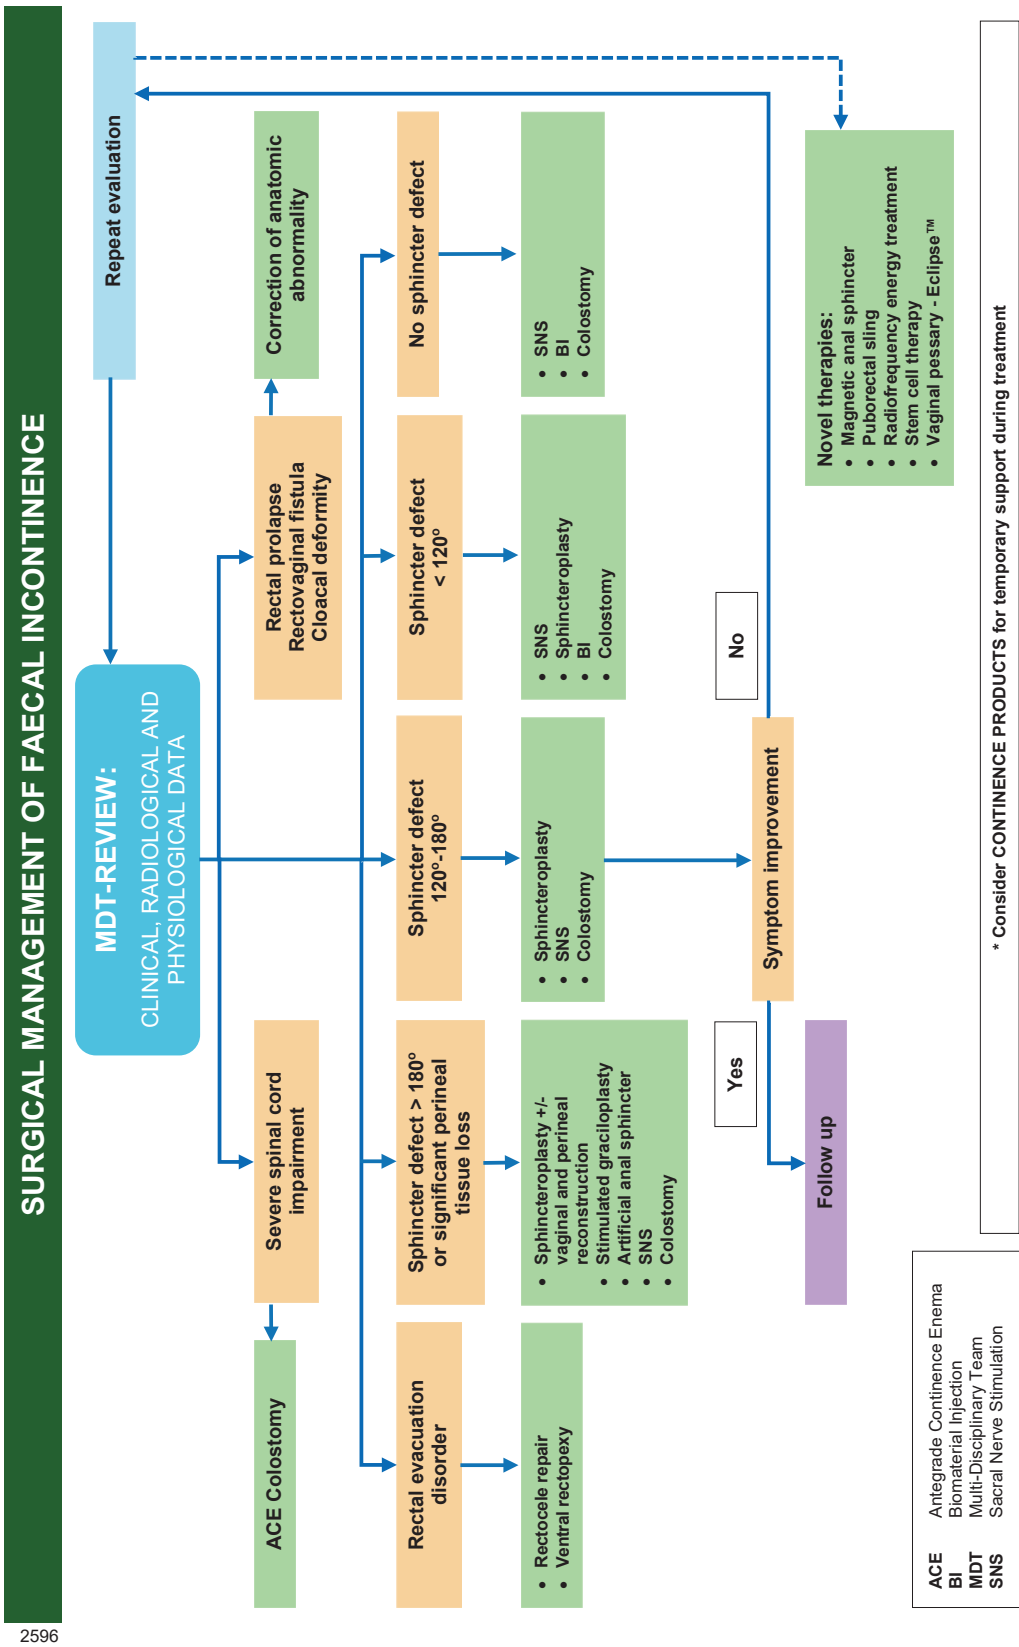 SURGICAL MANAGEMENT OF FAECAL INCONTINENCE
MDT-REVIEW:
CLINICAL, RADIOLOGICAL AND
PHYSIOLOGICAL DATA
Repeat evaluation
ACE Colostomy
Severe spinal cord
impairment
Rectal prolapse
Rectovaginal fistula
Cloacal deformity
Correction of anatomic
abnormality
Rectal evacuation
disorder
Sphincter defect > 180º
or significant perineal
tissue loss
Sphincter defect
120º-180º
Sphincter defect
< 120º
No sphincter defect
• Rectocele repair
• Ventral rectopexy
• Sphincteroplasty +/-
vaginal and perineal
reconstruction
• Stimulated graciloplasty
• Artificial anal sphincter
• SNS
• Colostomy
• Sphincteroplasty
• SNS
• Colostomy
• SNS
• Sphincteroplasty
• BI
• Colostomy
• SNS
• BI
• Colostomy
Yes
Symptom improvement
No
Follow up
Novel therapies:
• Magnetic anal sphincter
• Puborectal sling
• Radiofrequency energy treatment
• Stem cell therapy
• Vaginal pessary - Eclipse™
ACE Antegrade Continence Enema
BI Biomaterial Injection
MDT Multi-Disciplinary Team
SNS Sacral Nerve Stimulation
* Consider CONTINENCE PRODUCTS for temporary support during treatment
2596